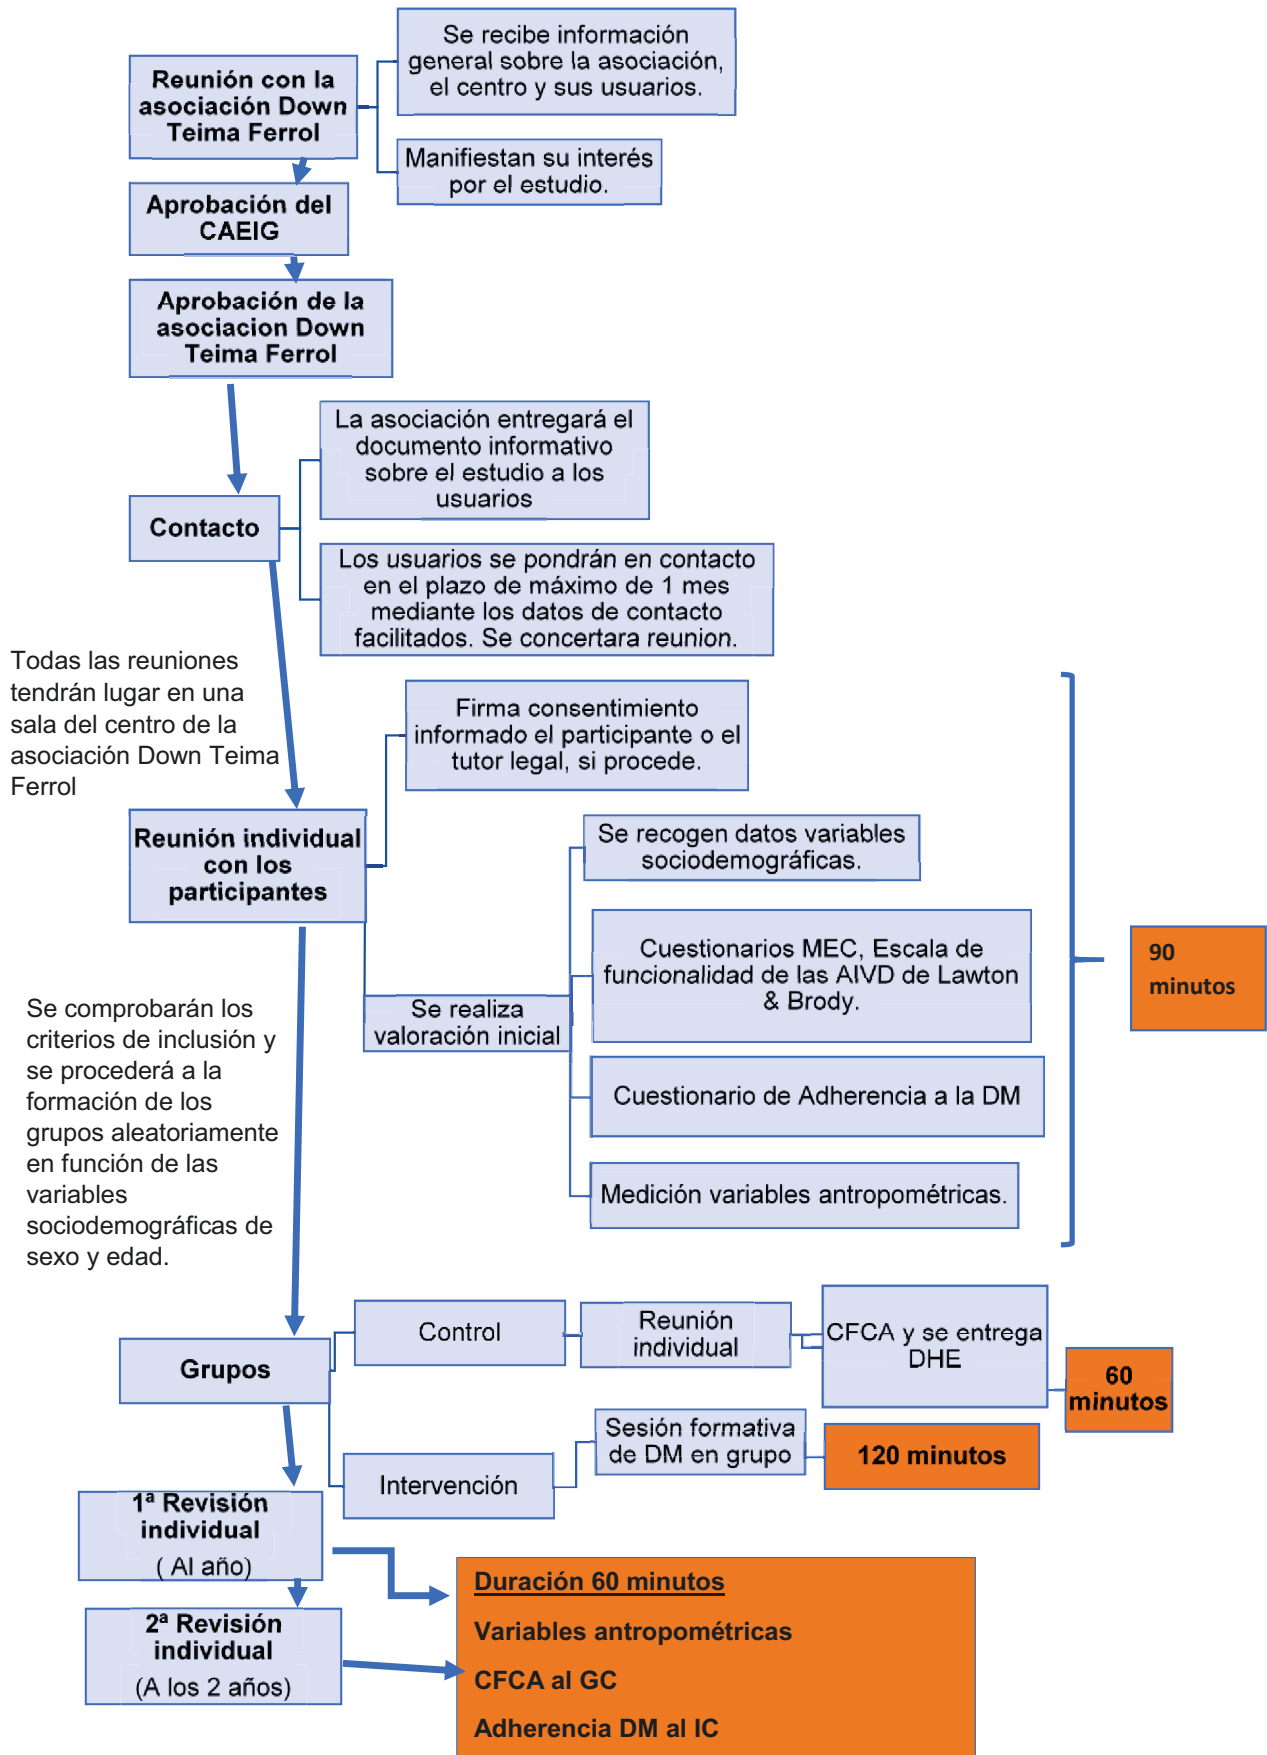 Reunión con la
asociación Down
Teima Ferrol
Se recibe información
general sobre la asociación,
el centro y sus usuarios.
Manifiestan su interés
por el estudio.
Aprobación del
CAEIG
Aprobación de la
asociacion Down
Teima Ferrol
Contacto
La asociación entregará el
documento informativo
sobre el estudio a los
usuarios
Los usuarios se pondrán en contacto
en el plazo de máximo de 1 mes
mediante los datos de contacto
facilitados. Se concertara reunion.
Todas las reuniones
tendrán lugar en una
sala del centro de la
asociación Down Teima
Ferrol
Reunión individual
con los
participantes
Firma consentimiento
informado el participante o el
tutor legal, si procede.
Se realiza
valoración inicial
Se recogen datos variables
sociodemográficas.
Cuestionarios MEC, Escala de
funcionalidad de las AIVD de Lawton
& Brody.
Cuestionario de Adherencia a la DM
Medición variables antropométricas.
90
minutos
Se comprobarán los
criterios de inclusión y
se procederá a la
formación de los
grupos aleatoriamente
en función de las
variables
sociodemográficas de
sexo y edad.
Grupos
Control
Reunión
individual
CFCA y se entrega
DHE
60
minutos
Intervención
Sesión formativa
de DM en grupo
120 minutos
1ª Revisión
individual
( Al año)
2ª Revisión
individual
(A los 2 años)
Duración 60 minutos
Variables antropométricas
CFCA al GC
Adherencia DM al IC